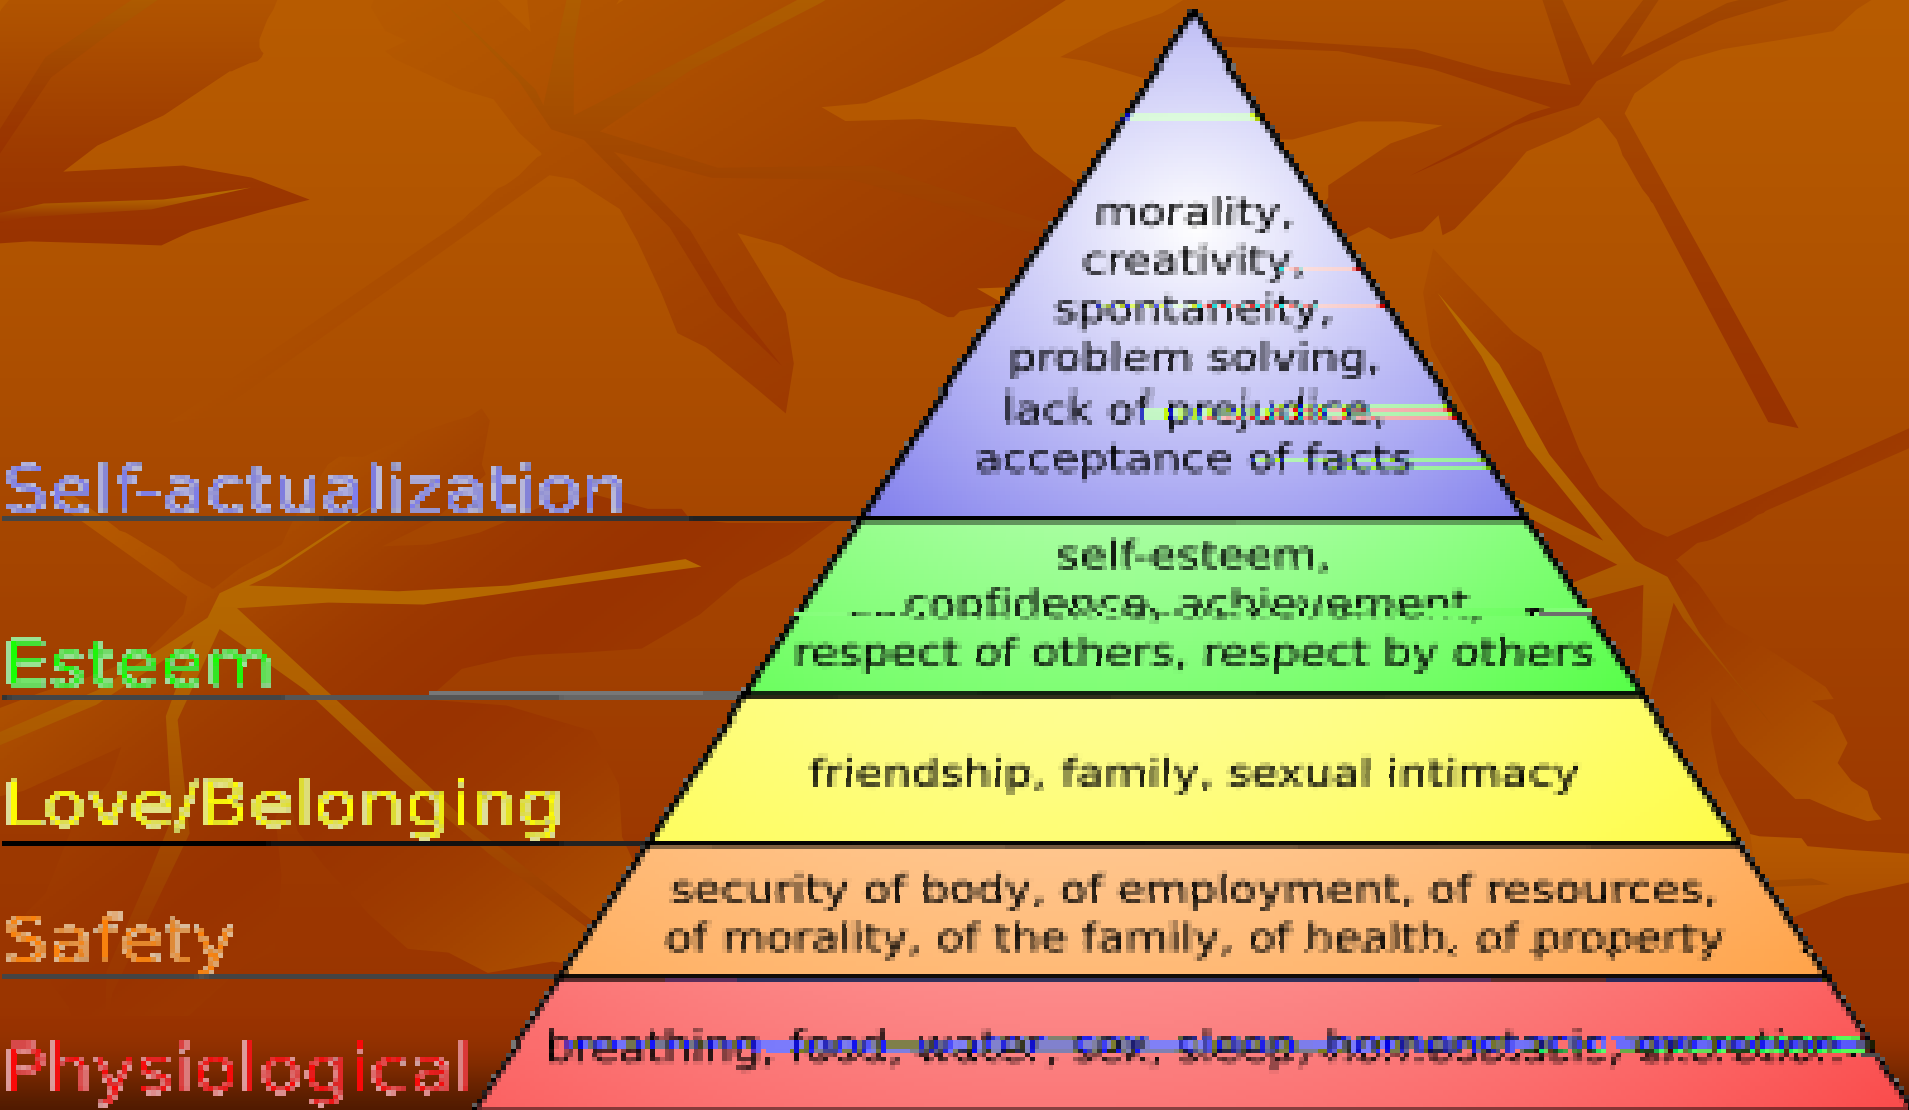 morality,
creativity,
spontaneity,
problem solving,
lack of prejudice,
acceptance of facts
Self-actualization
self-esteem,
confidence, achievement,
respect of others, respect by others
Esteem
friendship, family, sexual intimacy
Love/Belonging
security of body, of employment, of resources,
of morality, of the family, of health, of property
Safety
breathing, food, water, sex, sleep, homeostasis, excretion
Physiological